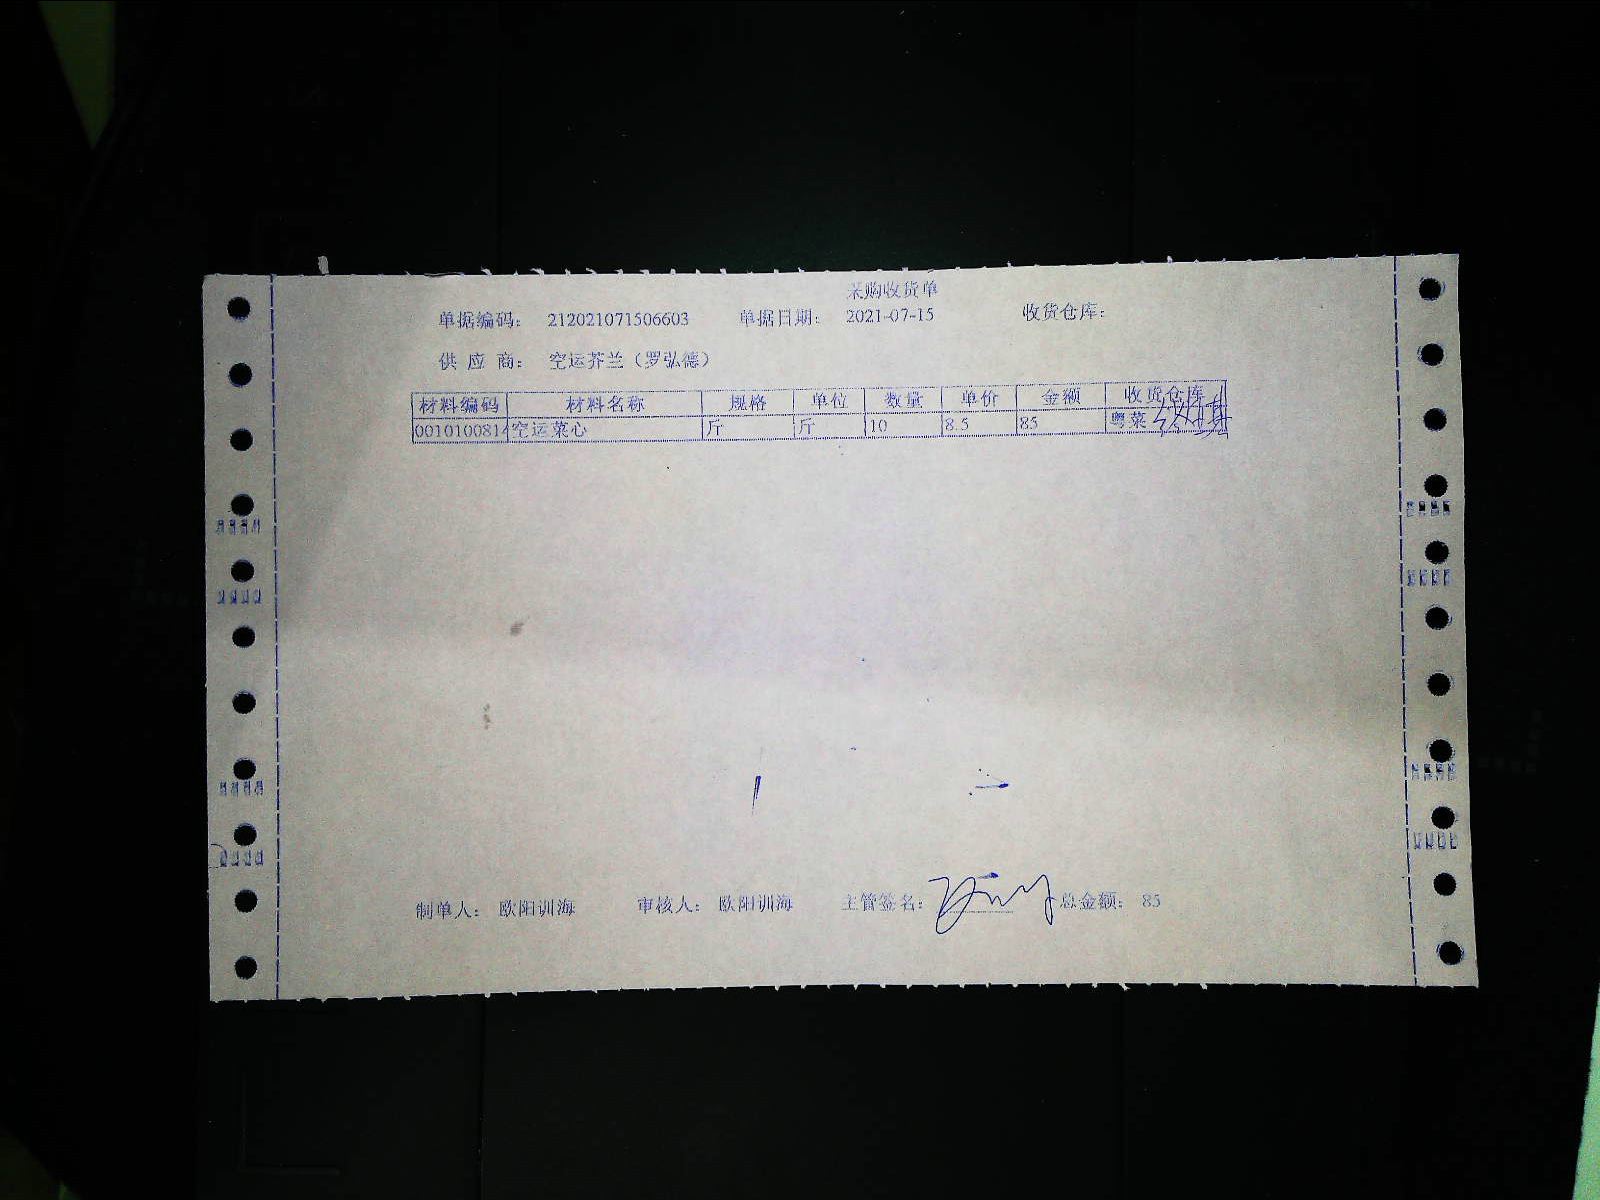 采购收货单
单据编码: 212021071506603 单据日期: 2021-07-15 收货仓库:
供应商: 空运芥兰（罗弘德）
材料编码 材料名称 规格 单位 数量 单价 金额 收货仓库
0010100814 空运菜心 斤 斤 10 8.5 85 粤菜
制单人: 欧阳训海 审核人: 欧阳训海 主管签名: 总金额: 85